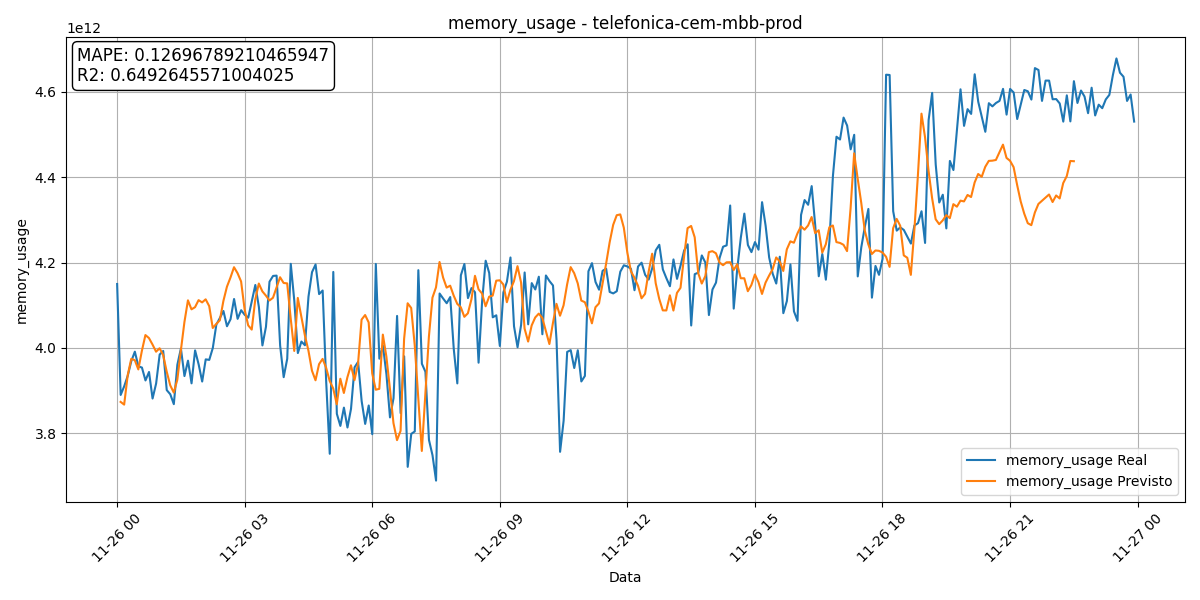 memory_usage - telefonica-cem-mbb-prod
1e12
MAPE: 0.12696789210465947
R2: 0.6492645571004025
4.6
4.4
4.2
4.0
3.8
memory_usage
memory_usage Real
memory_usage Previsto
11-26 00
11-26 03
11-26 06
11-26 09
11-26 12
11-26 15
11-26 18
11-26 21
11-27 00
Data